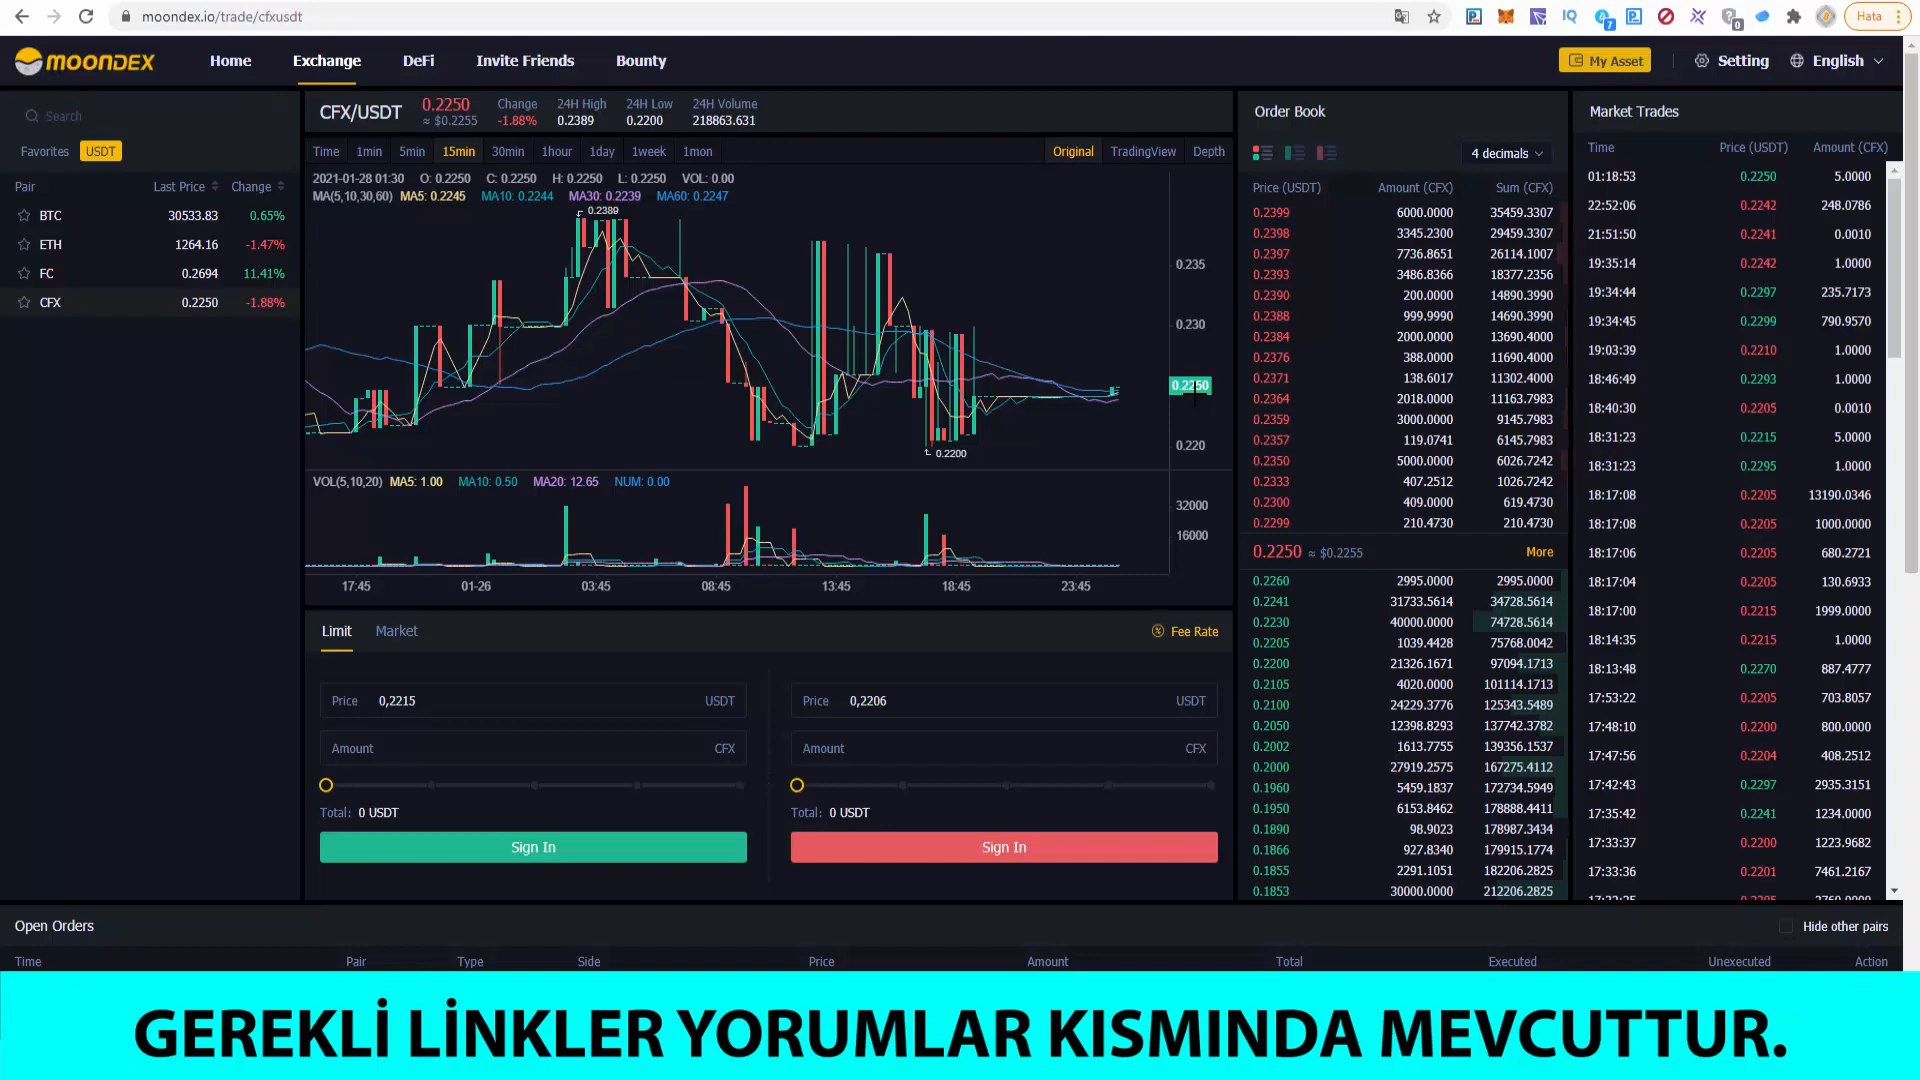 moondex.io/trade/cfxusdt
Hata
MOONDEX Home Exchange DeFi Invite Friends Bounty My Asset Setting English
Search
Favorites USDT
Pair Last Price Change
BTC 30533.83 0.65%
ETH 1264.16 -1.47%
FC 0.2694 11.41%
CFX 0.2250 -1.88%
CFX/USDT
0.2250
≈ $0.2255
Change
-1.88%
24H High
0.2389
24H Low
0.2200
24H Volume
218863.631
Time 1min 5min 15min 30min 1hour 1day 1week 1mon Original TradingView Depth
2021-01-28 01:30 O: 0.2250 C: 0.2250 H: 0.2250 L: 0.2250 VOL: 0.00
MA(5,10,30,60) MA5: 0.2245 MA10: 0.2244 MA30: 0.2239 MA60: 0.2247
0.2389
0.235
0.230
0.2250
0.220
0.2200
VOL(5,10,20) MA5: 1.00 MA10: 0.50 MA20: 12.65 NUM: 0.00
32000
16000
17:45 01-26 03:45 08:45 13:45 18:45 23:45
Limit Market Fee Rate
Price 0,2215 USDT
Amount CFX
Total: 0 USDT
Sign In
Price 0,2206 USDT
Amount CFX
Total: 0 USDT
Sign In
Order Book
4 decimals
Price (USDT) Amount (CFX) Sum (CFX)
0.2399 6000.0000 35459.3307
0.2398 3345.2300 29459.3307
0.2397 7736.8651 26114.1007
0.2393 3486.8366 18377.2356
0.2390 200.0000 14890.3990
0.2388 999.9990 14690.3990
0.2384 2000.0000 13690.4000
0.2376 388.0000 11690.4000
0.2371 138.6017 11302.4000
0.2364 2018.0000 11163.7983
0.2359 3000.0000 9145.7983
0.2357 119.0741 6145.7983
0.2350 5000.0000 6026.7242
0.2333 407.2512 1026.7242
0.2300 409.0000 619.4730
0.2299 210.4730 210.4730
0.2250 ≈ $0.2255 More
0.2260 2995.0000 2995.0000
0.2241 31733.5614 34728.5614
0.2230 40000.0000 74728.5614
0.2205 1039.4428 75768.0042
0.2200 21326.1671 97094.1713
0.2105 4020.0000 101114.1713
0.2100 24229.3776 125343.5489
0.2050 12398.8293 137742.3782
0.2002 1613.7755 139356.1537
0.2000 27919.2575 167275.4112
0.1960 5459.1837 172734.5949
0.1950 6153.8462 178888.4411
0.1890 98.9023 178987.3434
0.1866 927.8340 179915.1774
0.1855 2291.1051 182206.2825
0.1853 30000.0000 212206.2825
Market Trades
Time Price (USDT) Amount (CFX)
01:18:53 0.2250 5.0000
22:52:06 0.2242 248.0786
21:51:50 0.2241 0.0010
19:35:14 0.2242 1.0000
19:34:44 0.2297 235.7173
19:34:45 0.2299 790.9570
19:03:39 0.2210 1.0000
18:46:49 0.2293 1.0000
18:40:30 0.2205 0.0010
18:31:23 0.2215 5.0000
18:31:23 0.2295 1.0000
18:17:08 0.2205 13190.0346
18:17:08 0.2205 1000.0000
18:17:06 0.2205 680.2721
18:17:04 0.2205 130.6933
18:17:00 0.2215 1999.0000
18:14:35 0.2215 1.0000
18:13:48 0.2270 887.4777
17:53:22 0.2205 703.8057
17:48:10 0.2200 800.0000
17:47:56 0.2204 408.2512
17:42:43 0.2297 2935.3151
17:35:42 0.2241 1234.0000
17:33:37 0.2200 1223.9682
17:33:36 0.2201 7461.2167
Open Orders Hide other pairs
Time Pair Type Side Price Amount Total Executed Unexecuted Action
GEREKLİ LİNKLER YORUMLAR KISMINDA MEVCUTTUR.